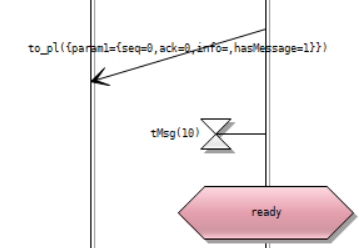 to_pl({param1={seq=0,ack=0,info=,hasMessage=1}})
tMsg(10)
ready